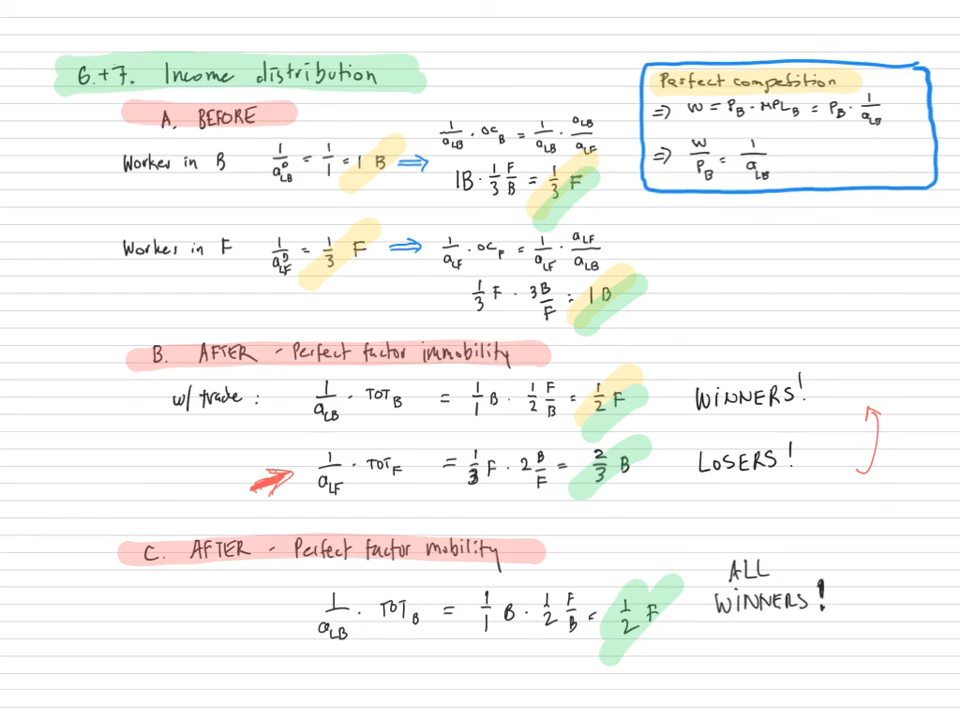 6.+7. Income distribution
Perfect competition
=> W = P_B · MPL_B = P_B · 1/a_LB
=> W/P_B = 1/a_LB
A. BEFORE
Worker in B 1/a^D_LB = 1/1 = 1 B => 1/a_LB · OC_B = 1/a_LB · a_LB/a_LF
1B · 1/3 F/B = 1/3 F
Worker in F 1/a^D_LF = 1/3 F => 1/a_LF · OC_F = 1/a_LF · a_LF/a_LB
1/3 F · 3B/F = 1B
B. AFTER - Perfect factor immobility
w/ trade : 1/a_LB · TOT_B = 1/1 B · 1/2 F/B = 1/2 F WINNERS!
1/a_LF · TOT_F = 1/3 F · 2 B/F = 2/3 B LOSERS!
C. AFTER - Perfect factor mobility
1/a_LB · TOT_B = 1/1 B · 1/2 F/B = 1/2 F
ALL
WINNERS!